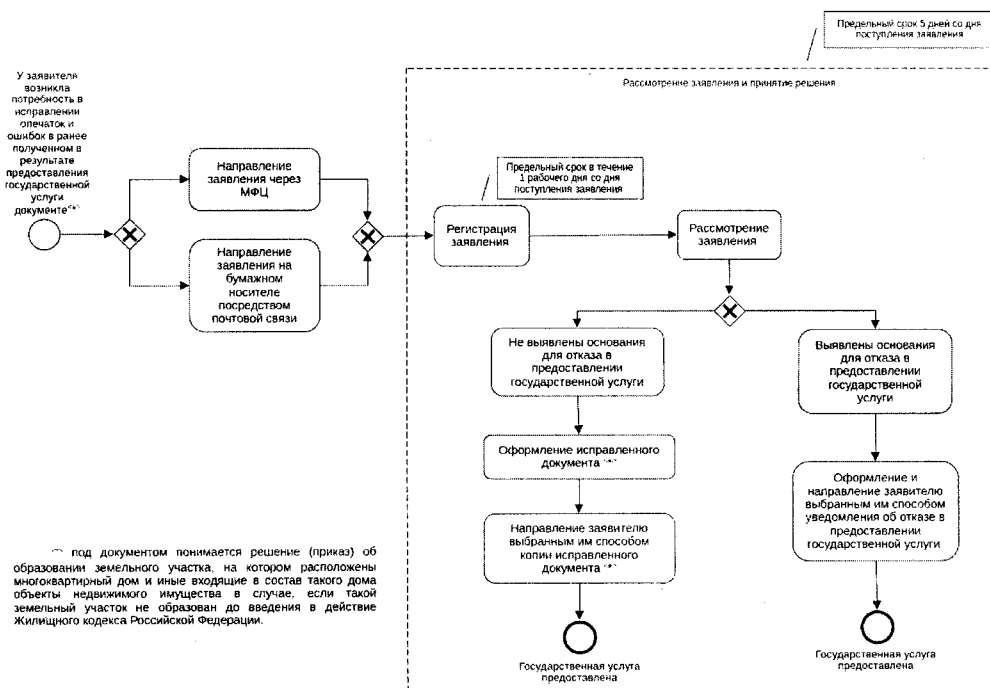 Предельный срок 5 дней со дня
поступления заявления
Рассмотрение заявления и принятие решения
У заявителя
возникла
потребность в
исправлении
опечаток и
ошибок в ранее
полученном в
результате
предоставления
государственной
услуги
документе
Направление
заявления через
МФЦ
Направление
заявления на
бумажном
носителе
посредством
почтовой связи
Предельный срок в течение
1 рабочего дня со дня
поступления заявления
Регистрация
заявления
Рассмотрение
заявления
Не выявлены основания
для отказа в
предоставлении
государственной услуги
Выявлены основания
для отказа в
предоставлении
государственной
услуги
Оформление исправленного
документа
Направление заявителю
выбранным им способом
копии исправленного
документа
Оформление и
направление заявителю
выбранным им способом
уведомления об отказе в
предоставлении
государственной услуги
под документом понимается решение (приказ) об
образовании земельного участка, на котором расположены
многоквартирный дом и иные входящие в состав такого дома
объекты недвижимого имущества в случае, если такой
земельный участок не образован до введения в действие
Жилищного кодекса Российской Федерации.
Государственная услуга
предоставлена
Государственная услуга
предоставлена